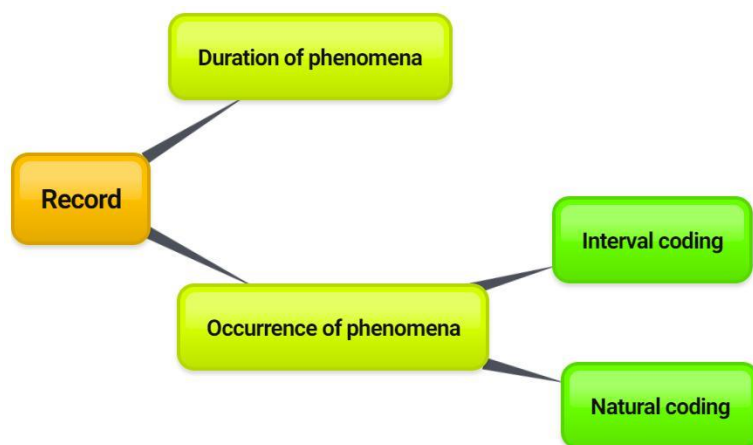 Duration of phenomena
Record
Interval coding
Occurrence of phenomena
Natural coding